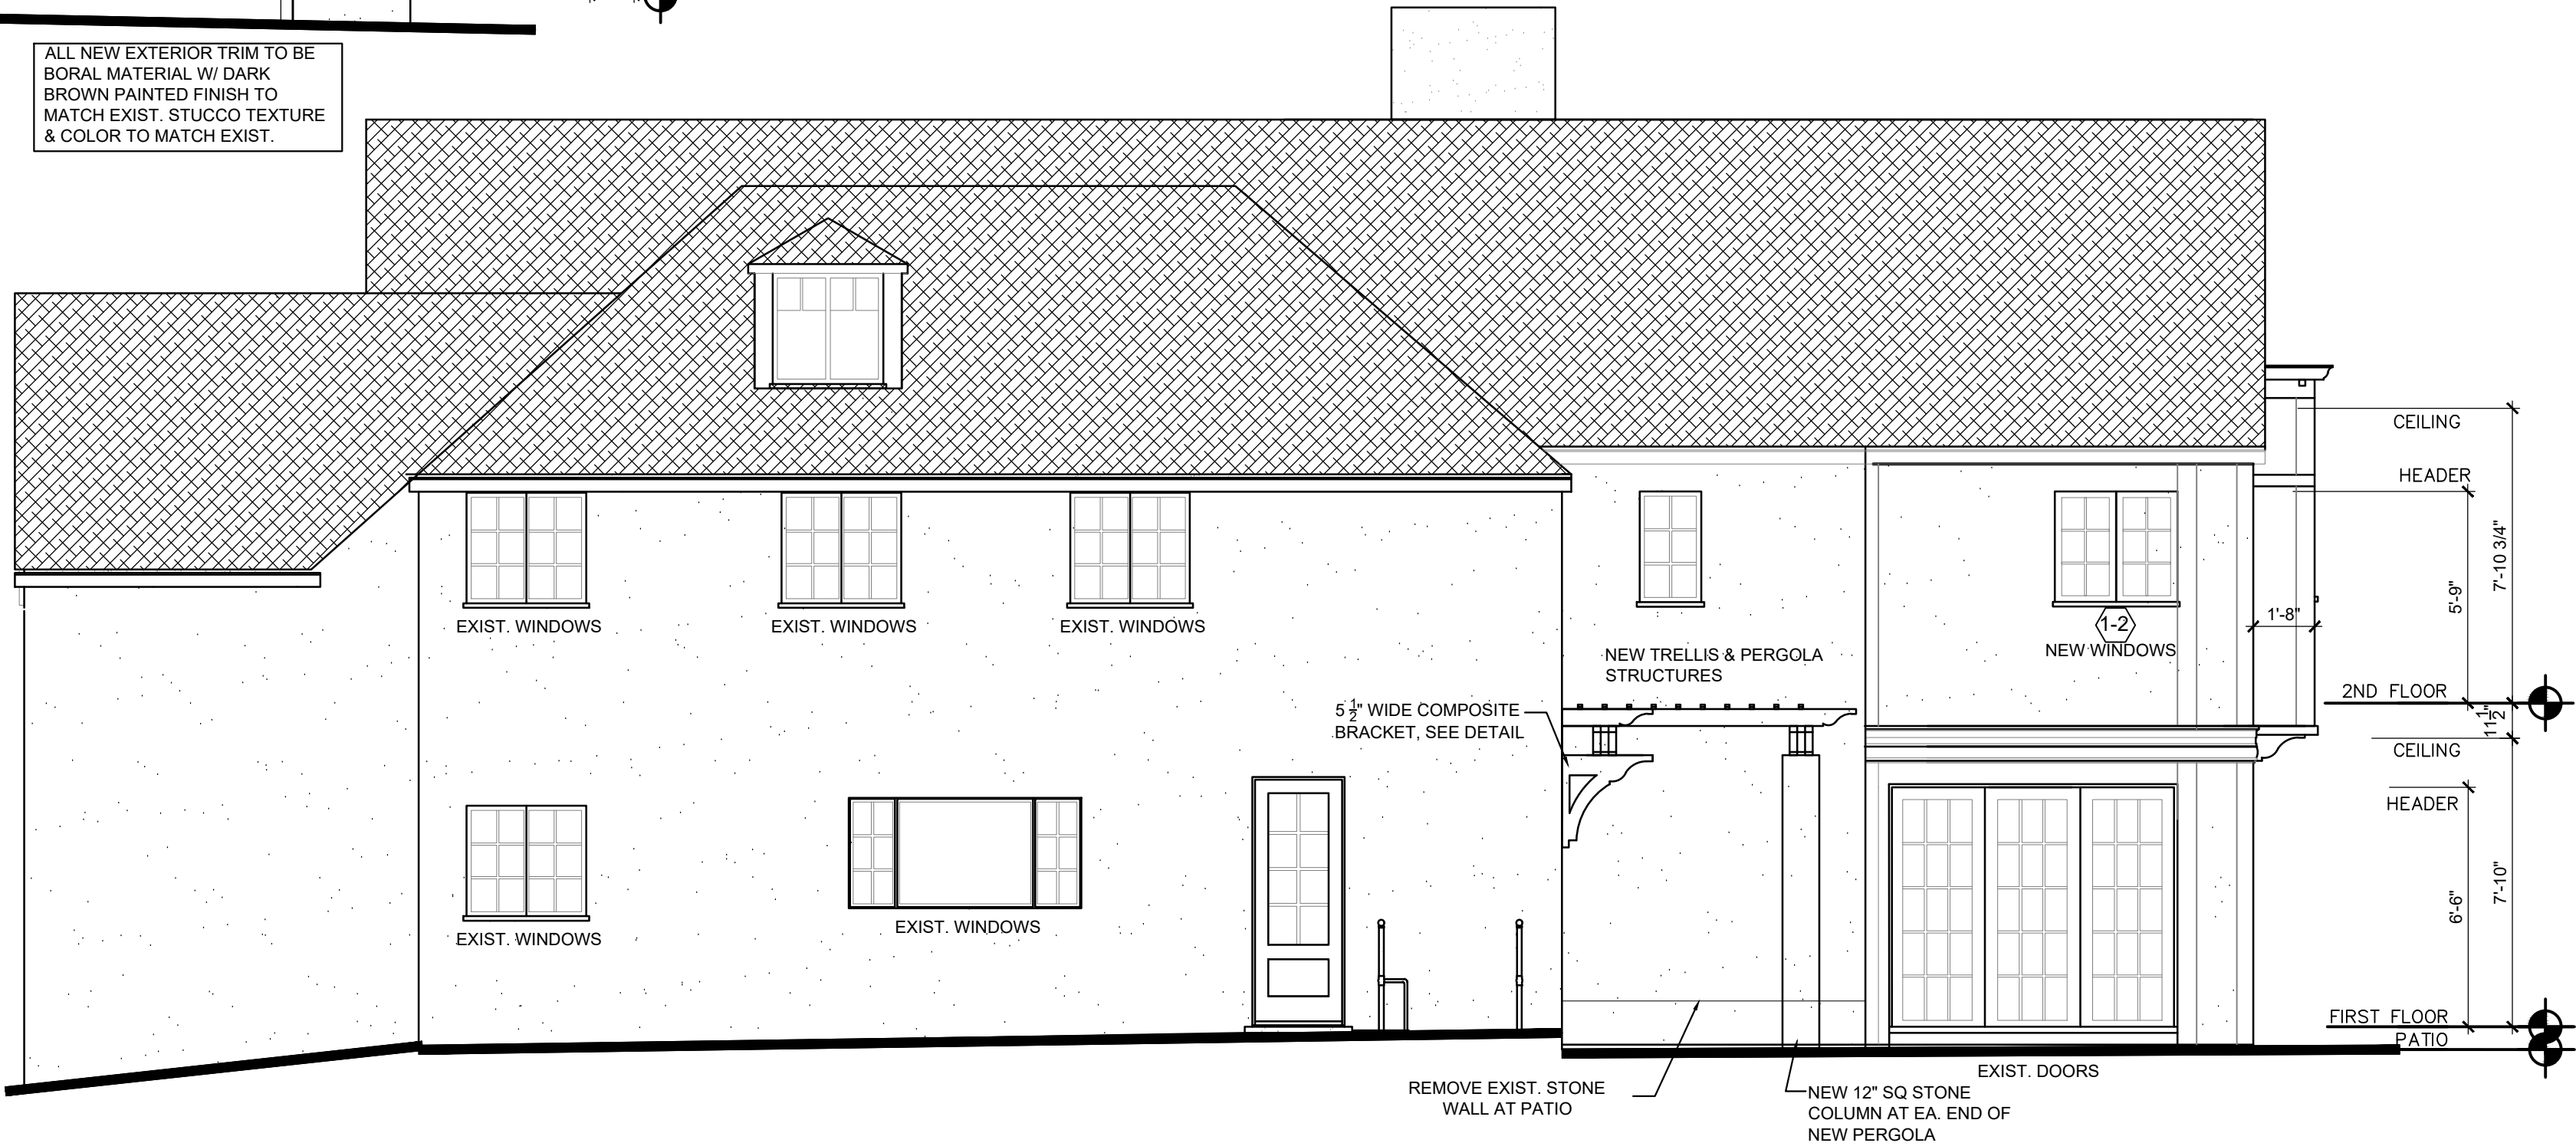 ALL NEW EXTERIOR TRIM TO BE
BORAL MATERIAL W/ DARK
BROWN PAINTED FINISH TO
MATCH EXIST. STUCCO TEXTURE
& COLOR TO MATCH EXIST.
CEILING
HEADER
7'-10 3/4"
5'-9"
1'-8"
EXIST. WINDOWS
EXIST. WINDOWS
EXIST. WINDOWS
1-2
NEW WINDOWS
NEW TRELLIS & PERGOLA
STRUCTURES
2ND FLOOR
5 1/2" WIDE COMPOSITE
BRACKET, SEE DETAIL
11 1/2"
CEILING
HEADER
7'-10"
6'-6"
EXIST. WINDOWS
EXIST. WINDOWS
FIRST FLOOR
PATIO
EXIST. DOORS
REMOVE EXIST. STONE
WALL AT PATIO
NEW 12" SQ STONE
COLUMN AT EA. END OF
NEW PERGOLA